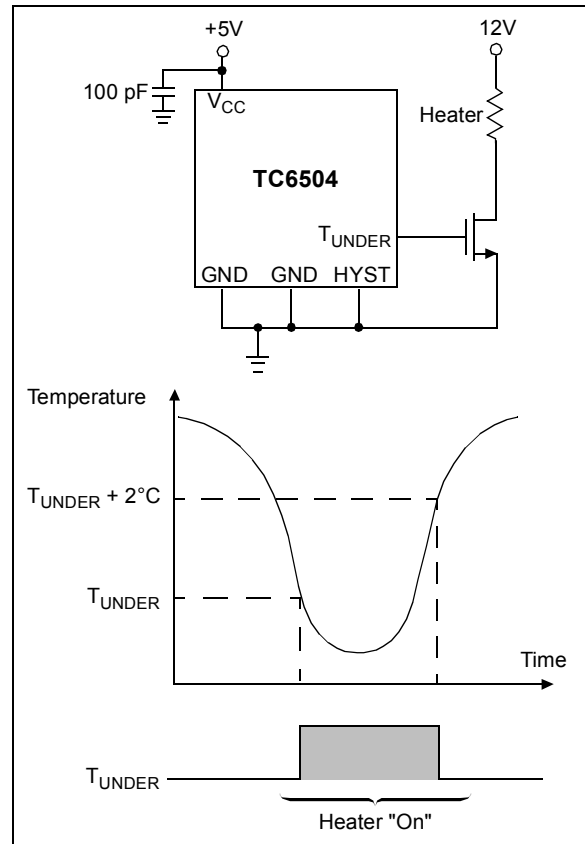 +5V
12V
100 pF
VCC
Heater
TC6504
TUNDER
GND GND HYST
Temperature
TUNDER + 2°C
TUNDER
Time
TUNDER
Heater "On"